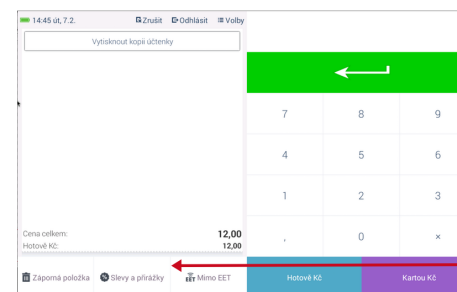 14:45 út, 7.2. Zrušit Odhlásit Volby
Vytisknout kopii účtenky
7 8 9
4 5 6
1 2 3
, 0 ×
Cena celkem: 12,00
Hotově Kč: 12,00
Záporná položka Slevy a přirážky EET Mimo EET Hotově Kč Kartou Kč